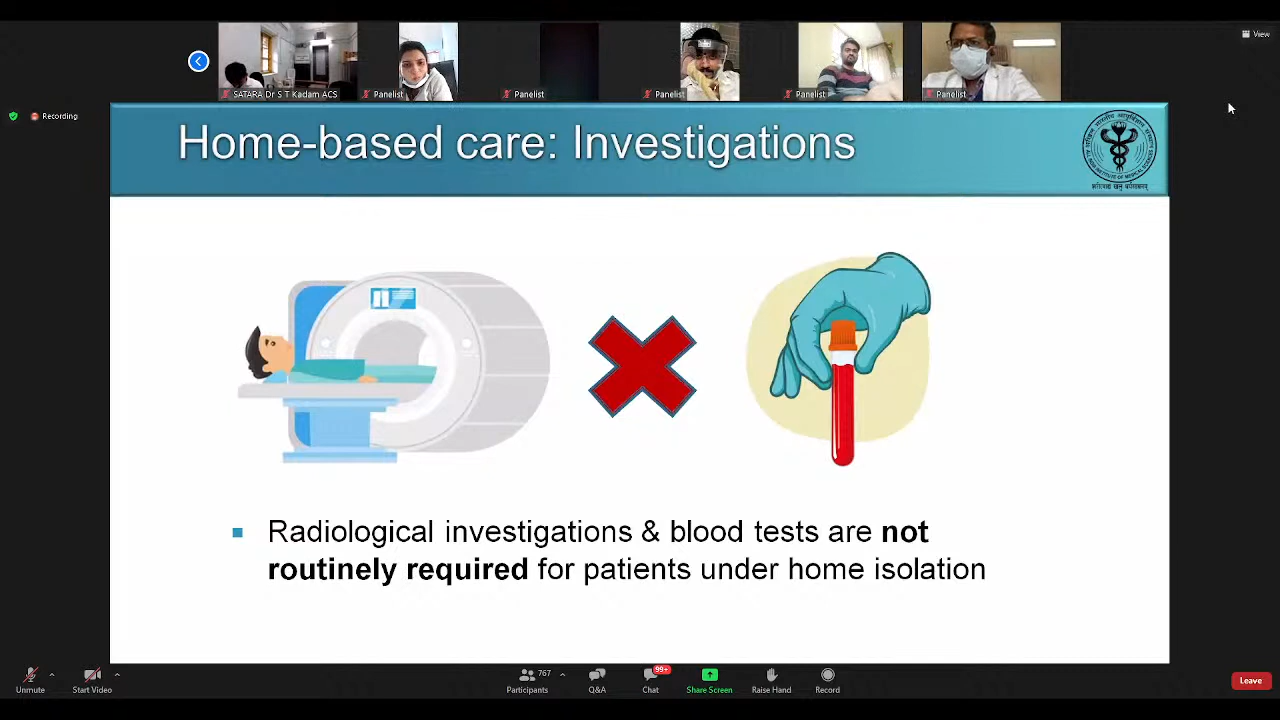 View
SATARA Dr S T Kadam ACS
Panelist
Panelist
Panelist
Panelist
Panelist
Recording
Home-based care: Investigations
Radiological investigations & blood tests are not
routinely required for patients under home isolation
Unmute
Start Video
767
Participants
Q&A
99+
Chat
Share Screen
Raise Hand
Record
Leave